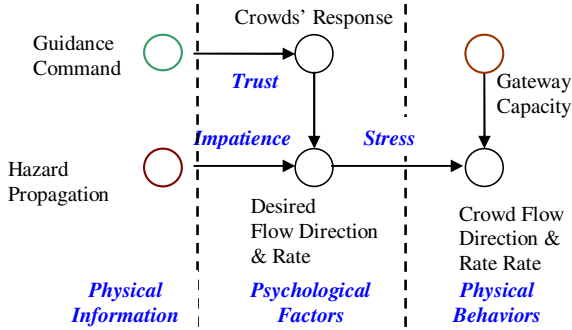 Crowds' Response
Guidance
Command
Trust
Gateway
Capacity
Impatience
Stress
Hazard
Propagation
Desired
Flow Direction
& Rate
Crowd Flow
Direction &
Rate Rate
Physical
Information
Psychological
Factors
Physical
Behaviors